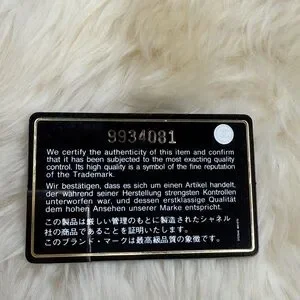 9934081
We certify the authenticity of this item and confirm
that it has been subjected to the most exacting quality
control. Its high quality is a symbol of the fine reputation
of the Trademark.
Wir bestätigen, dass es sich um einen Artikel handelt,
der während seiner Herstellung strengsten Kontrollen
unterworfen war, und dessen erstklassige Qualität
dem hohen Ansehen unserer Marke entspricht.
この製品は厳しい管理のもとに製造されたシャネル
社の商品であることを証明いたします。
このブランド・マークは最高級品質の象徴です。